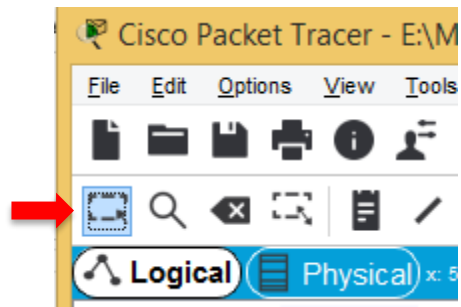 Cisco Packet Tracer - E:\M
File Edit Options View Tools
Logical Physical x: 5